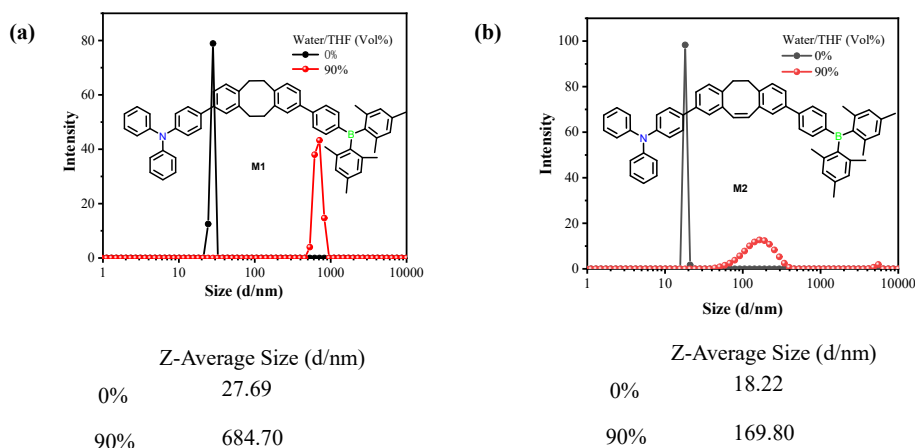 (a)
Water/THF (Vol%)
0%
90%
N
B
M1
Intensity
0
20
40
60
80
1
10
100
1000
10000
Size (d/nm)
Z-Average Size (d/nm)
0% 27.69
90% 684.70
(b)
Water/THF (Vol%)
0%
90%
N
B
M2
Intensity
0
20
40
60
80
100
1
10
100
1000
10000
Size (d/nm)
Z-Average Size (d/nm)
0% 18.22
90% 169.80